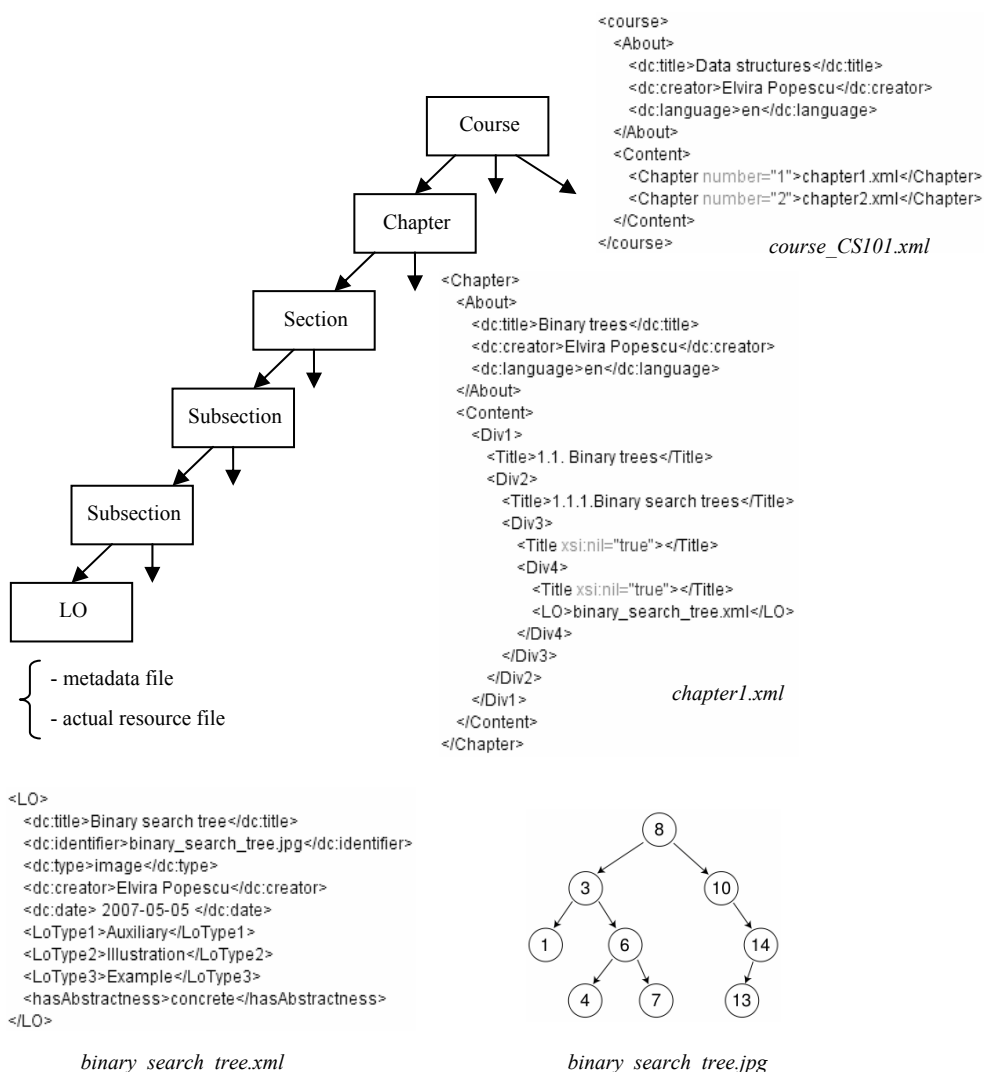 <course>
<About>
<dc:title>Data structures</dc:title>
<dc:creator>Elvira Popescu</dc:creator>
<dc:language>en</dc:language>
</About>
<Content>
<Chapter number="1">chapter1.xml</Chapter>
<Chapter number="2">chapter2.xml</Chapter>
</Content>
</course>
course_CS101.xml
Course
Chapter
Section
Subsection
Subsection
LO
- metadata file
- actual resource file
<Chapter>
<About>
<dc:title>Binary trees</dc:title>
<dc:creator>Elvira Popescu</dc:creator>
<dc:language>en</dc:language>
</About>
<Content>
<Div1>
<Title>1.1. Binary trees</Title>
<Div2>
<Title>1.1.1.Binary search trees</Title>
<Div3>
<Title xsi:nil="true"></Title>
<Div4>
<Title xsi:nil="true"></Title>
<LO>binary_search_tree.xml</LO>
</Div4>
</Div3>
</Div2>
</Div1>
</Content>
</Chapter>
chapter1.xml
<LO>
<dc:title>Binary search tree</dc:title>
<dc:identifier>binary_search_tree.jpg</dc:identifier>
<dc:type>image</dc:type>
<dc:creator>Elvira Popescu</dc:creator>
<dc:date> 2007-05-05 </dc:date>
<LoType1>Auxiliary</LoType1>
<LoType2>Illustration</LoType2>
<LoType3>Example</LoType3>
<hasAbstractness>concrete</hasAbstractness>
</LO>
binary_search_tree.xml
8
3 10
1 6 14
4 7 13
binary_search_tree.jpg